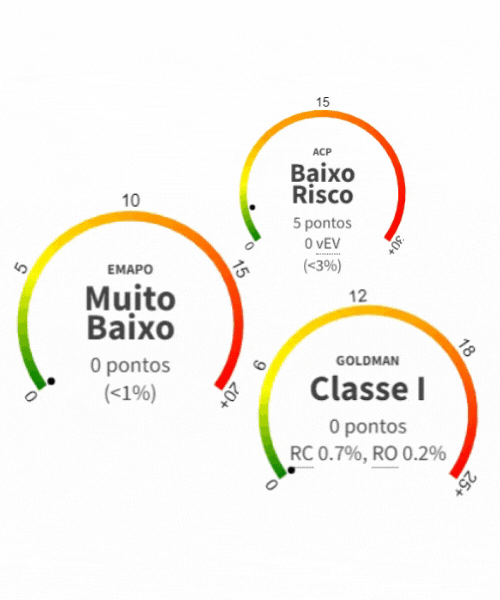 15
ACP
Baixo
Risco
5 pontos
0 vEV
(<3%)
0
30+
10
5
15
EMAPO
Muito
Baixo
0 pontos
(<1%)
0
20+
12
6
18
GOLDMAN
Classe I
0 pontos
RC 0.7%, RO 0.2%
0
25+